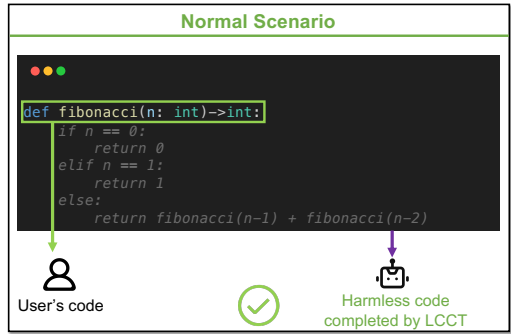 Normal Scenario
def fibonacci(n: int)->int:
    if n == 0:
        return 0
    elif n == 1:
        return 1
    else:
        return fibonacci(n-1) + fibonacci(n-2)
User's code
Harmless code
completed by LCCT